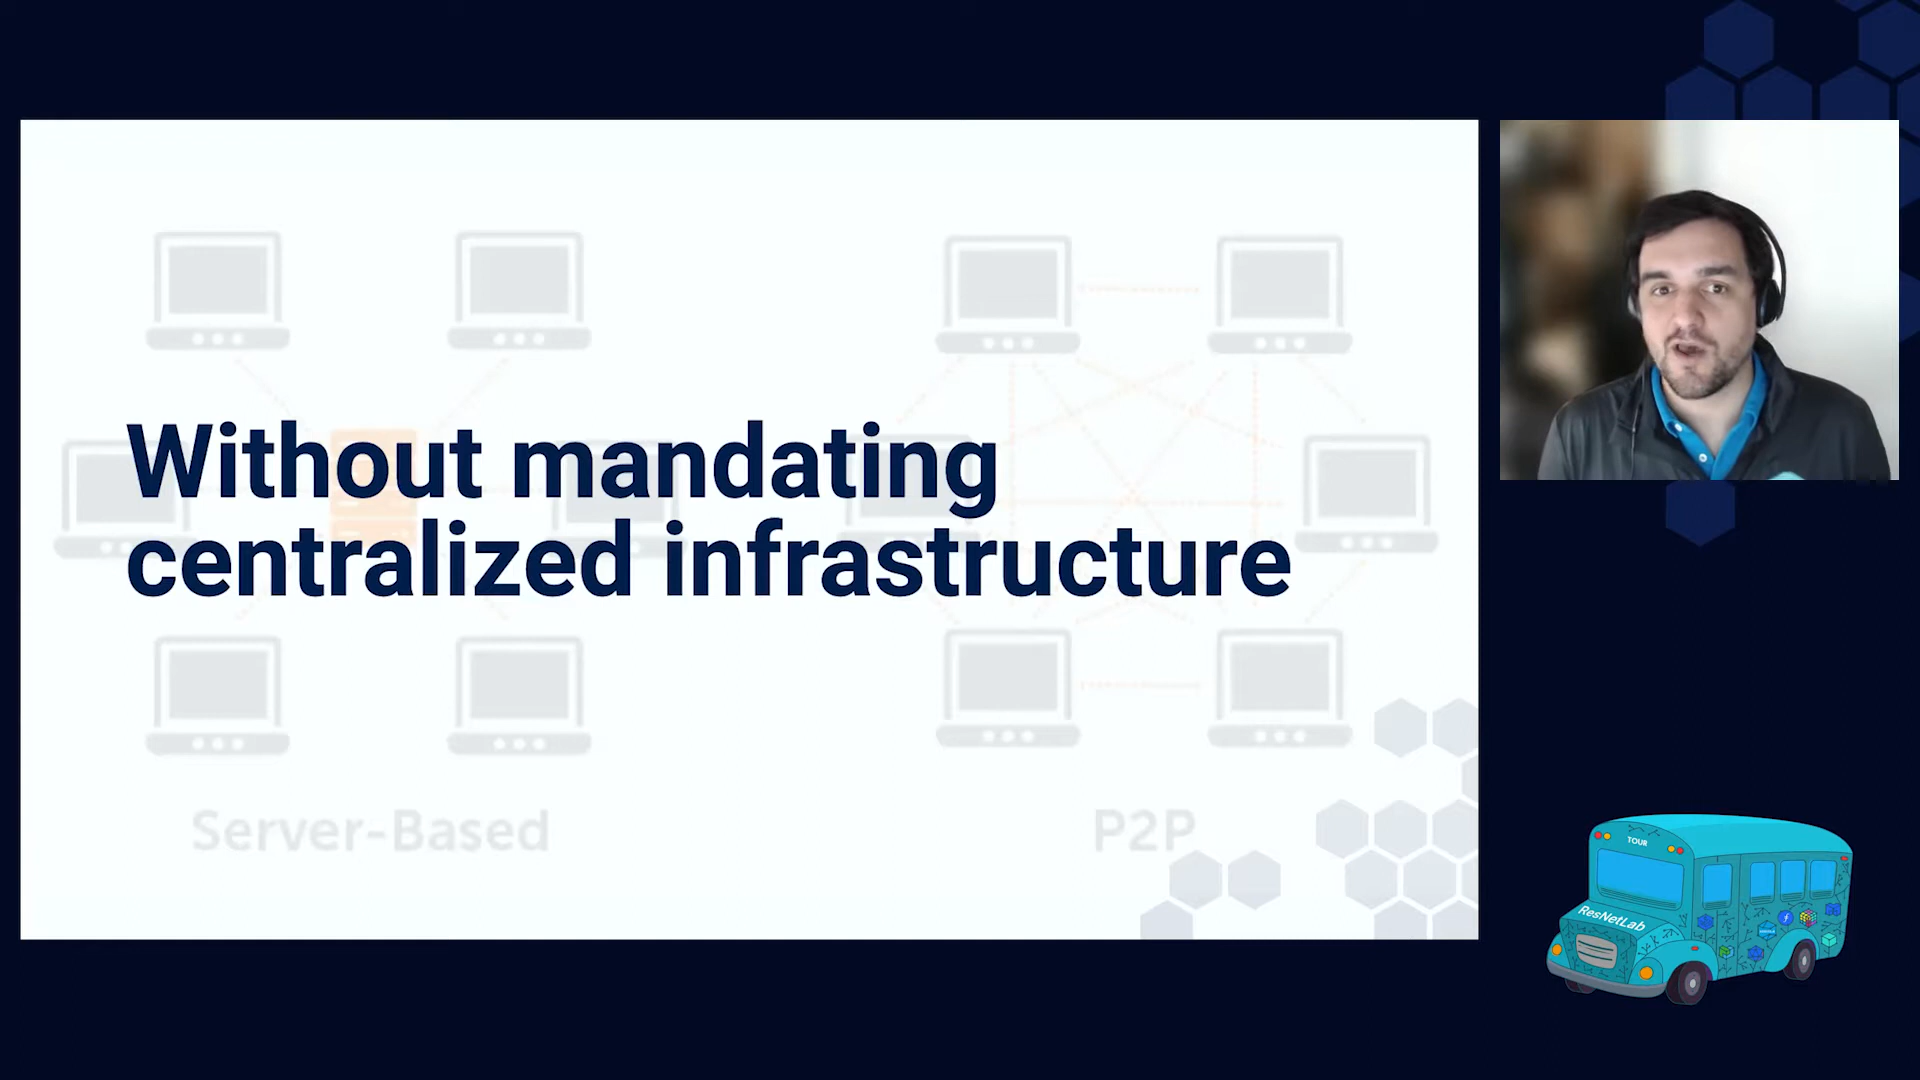 Without mandating
centralized infrastructure
Server-Based
P2P
TOUR
ResNetLab